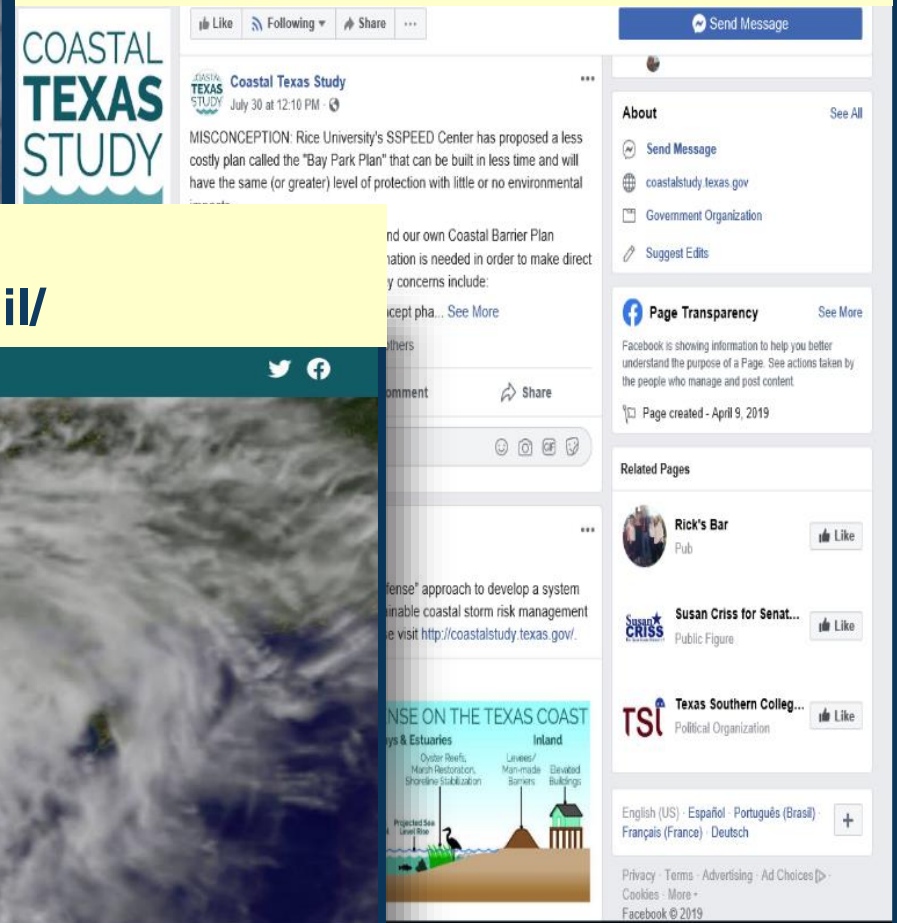 COASTAL
TEXAS
STUDY
Like Following Share ...
Send Message
COASTAL
TEXAS
STUDY
Coastal Texas Study
July 30 at 12:10 PM ·
MISCONCEPTION: Rice University's SSPEED Center has proposed a less
costly plan called the "Bay Park Plan" that can be built in less time and will
have the same (or greater) level of protection with little or no environmental
nd our own Coastal Barrier Plan
mation is needed in order to make direct
y concerns include:
cept pha... See More
thers
omment Share
GIF
il/
fense" approach to develop a system
inable coastal storm risk management
e visit http://coastalstudy.texas.gov/.
NSE ON THE TEXAS COAST
ys & Estuaries Inland
Oyster Reefs,
Marsh Restoration,
Shoreline Stabilization
Levees/
Man-made
Barriers
Elevated
Buildings
Projected Sea
Level Rise
About See All
Send Message
coastalstudy.texas.gov
Government Organization
Suggest Edits
Page Transparency See More
Facebook is showing information to help you better
understand the purpose of a Page. See actions taken by
the people who manage and post content.
Page created - April 9, 2019
Related Pages
Rick's Bar
Pub
Like
Susan
CRISS
Susan Criss for Senat...
Public Figure
Like
TSU
Texas Southern Colleg...
Political Organization
Like
English (US) · Español · Português (Brasil) ·
Français (France) · Deutsch
+
Privacy · Terms · Advertising · Ad Choices ·
Cookies · More
Facebook © 2019